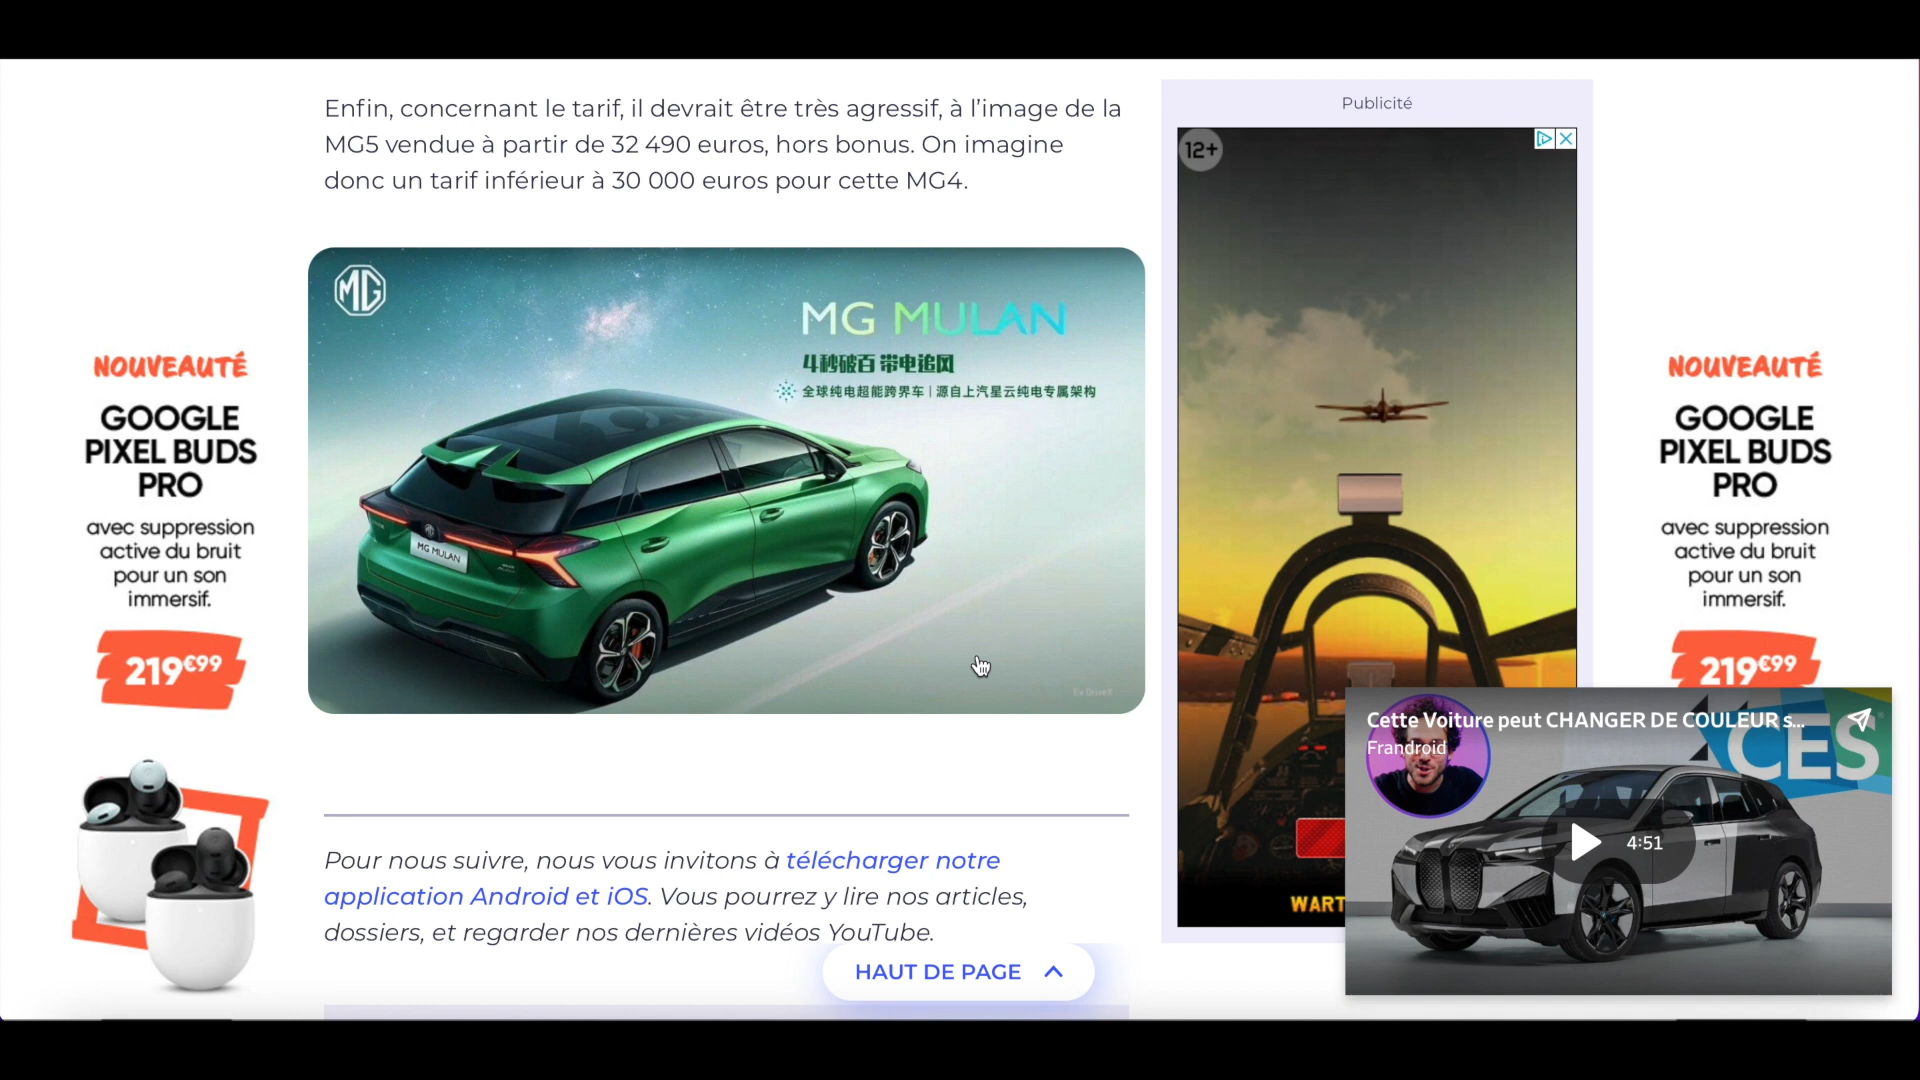 Enfin, concernant le tarif, il devrait être très agressif, à l’image de la
MG5 vendue à partir de 32 490 euros, hors bonus. On imagine
donc un tarif inférieur à 30 000 euros pour cette MG4.
MG
MG MULAN
4秒破百 带电追风
全球纯电超能跨界车 | 源自上汽星云纯电专属架构
MG MULAN
EV DriveX
Pour nous suivre, nous vous invitons à télécharger notre
application Android et iOS. Vous pourrez y lire nos articles,
dossiers, et regarder nos dernières vidéos YouTube.
HAUT DE PAGE
NOUVEAUTÉ
GOOGLE
PIXEL BUDS
PRO
avec suppression
active du bruit
pour un son
immersif.
219€99
Publicité
12+
WART
NOUVEAUTÉ
GOOGLE
PIXEL BUDS
PRO
avec suppression
active du bruit
pour un son
immersif.
219€99
Cette Voiture peut CHANGER DE COULEUR s...
Frandroid
CES
4:51